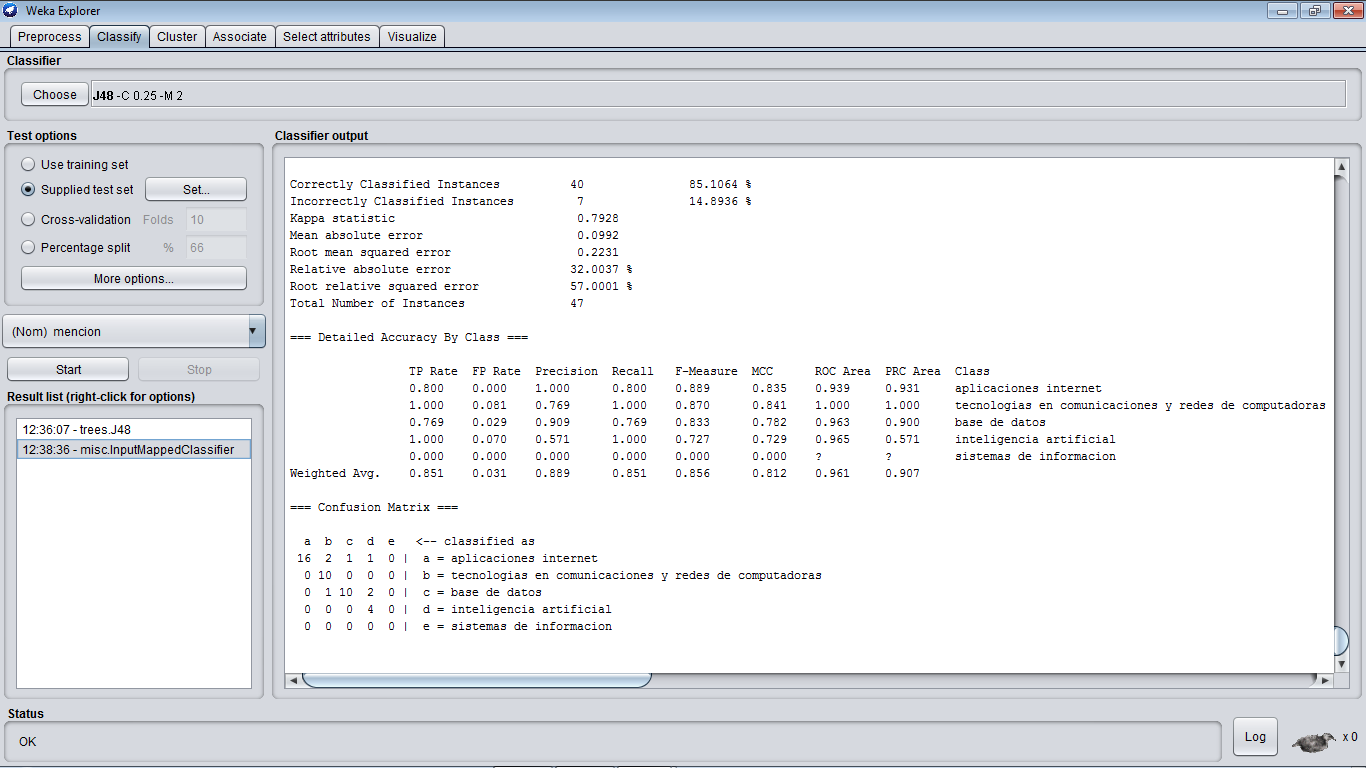 Weka Explorer
Preprocess Classify Cluster Associate Select attributes Visualize
Classifier
Choose J48 -C 0.25 -M 2
Test options
Use training set
Supplied test set Set...
Cross-validation Folds 10
Percentage split % 66
More options...
(Nom) mencion
Start Stop
Result list (right-click for options)
12:36:07 - trees.J48
12:38:36 - misc.InputMappedClassifier
Classifier output
Correctly Classified Instances 40 85.1064 %
Incorrectly Classified Instances 7 14.8936 %
Kappa statistic 0.7928
Mean absolute error 0.0992
Root mean squared error 0.2231
Relative absolute error 32.0037 %
Root relative squared error 57.0001 %
Total Number of Instances 47
=== Detailed Accuracy By Class ===
TP Rate FP Rate Precision Recall F-Measure MCC ROC Area PRC Area Class
0.800 0.000 1.000 0.800 0.889 0.835 0.939 0.931 aplicaciones internet
1.000 0.081 0.769 1.000 0.870 0.841 1.000 1.000 tecnologias en comunicaciones y redes de computadoras
0.769 0.029 0.909 0.769 0.833 0.782 0.963 0.900 base de datos
1.000 0.070 0.571 1.000 0.727 0.729 0.965 0.571 inteligencia artificial
0.000 0.000 0.000 0.000 0.000 0.000 ? ? sistemas de informacion
Weighted Avg. 0.851 0.031 0.889 0.851 0.856 0.812 0.961 0.907
=== Confusion Matrix ===
a b c d e <-- classified as
16 2 1 1 0 | a = aplicaciones internet
0 10 0 0 0 | b = tecnologias en comunicaciones y redes de computadoras
0 1 10 2 0 | c = base de datos
0 0 0 4 0 | d = inteligencia artificial
0 0 0 0 0 | e = sistemas de informacion
Status
OK
Log
x 0